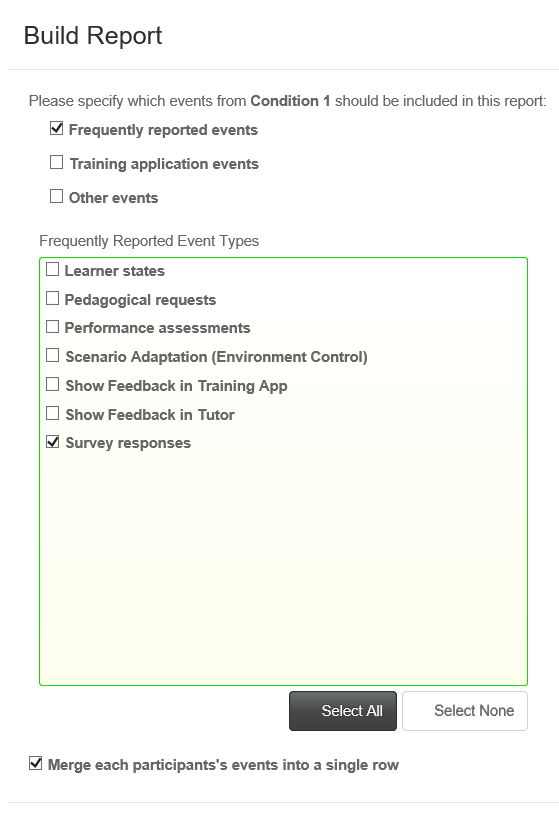 Build Report
Please specify which events from Condition 1 should be included in this report:
Frequently reported events
Training application events
Other events
Frequently Reported Event Types
Learner states
Pedagogical requests
Performance assessments
Scenario Adaptation (Environment Control)
Show Feedback in Training App
Show Feedback in Tutor
Survey responses
Select All
Select None
Merge each participants's events into a single row